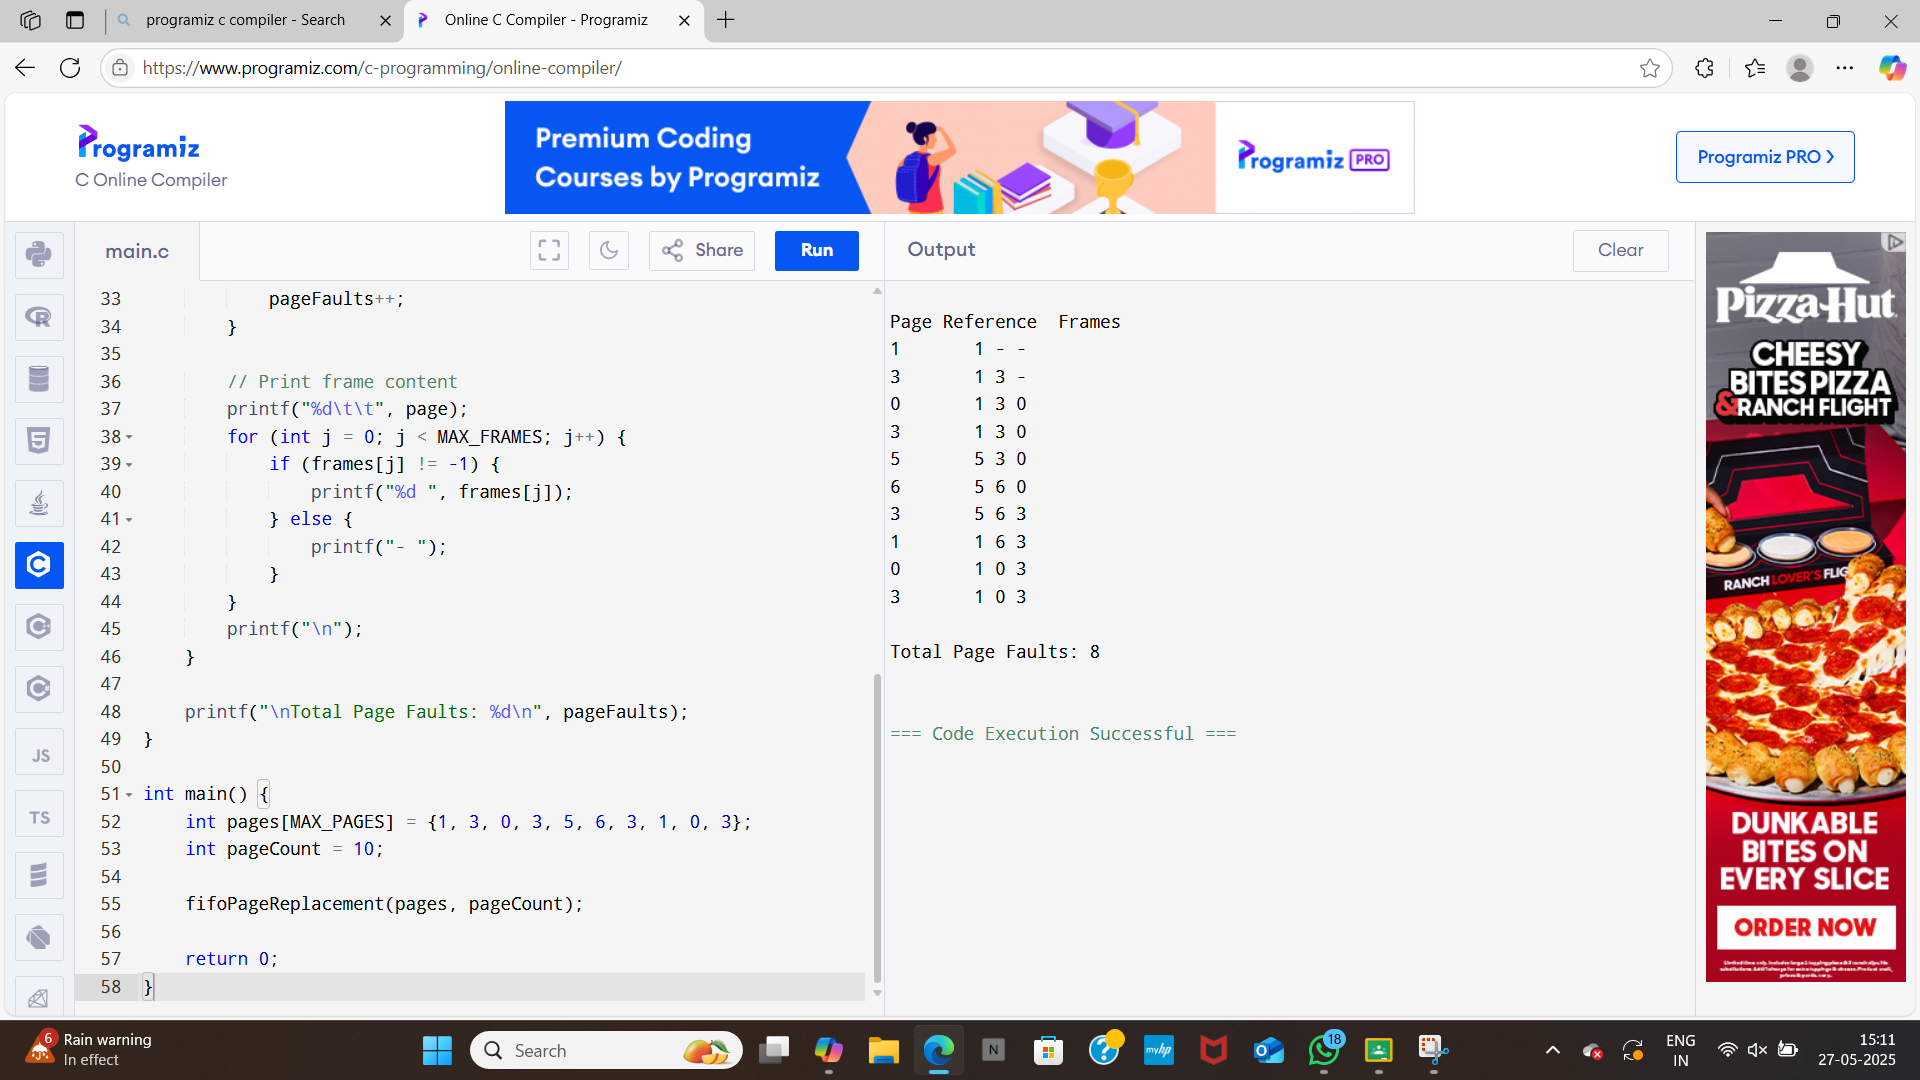 programiz c compiler - Search
Online C Compiler - Programiz
https://www.programiz.com/c-programming/online-compiler/
Programiz
C Online Compiler
Premium Coding
Courses by Programiz
Programiz PRO
Programiz PRO
main.c
Share
Run
Output
Clear
33 pageFaults++;
34 }
35
36 // Print frame content
37 printf("%d\t\t", page);
38 for (int j = 0; j < MAX_FRAMES; j++) {
39 if (frames[j] != -1) {
40 printf("%d ", frames[j]);
41 } else {
42 printf("- ");
43 }
44 }
45 printf("\n");
46 }
47
48 printf("\nTotal Page Faults: %d\n", pageFaults);
49 }
50
51 int main() {
52 int pages[MAX_PAGES] = {1, 3, 0, 3, 5, 6, 3, 1, 0, 3};
53 int pageCount = 10;
54
55 fifoPageReplacement(pages, pageCount);
56
57 return 0;
58 }
Page Reference Frames
1 1 - -
3 1 3 -
0 1 3 0
3 1 3 0
5 5 3 0
6 5 6 0
3 5 6 3
1 1 6 3
0 1 0 3
3 1 0 3
Total Page Faults: 8
=== Code Execution Successful ===
JS
TS
Pizza Hut
CHEESY
BITES PIZZA
& RANCH FLIGHT
RANCH LOVER'S FLIG
DUNKABLE
BITES ON
EVERY SLICE
ORDER NOW
6
Rain warning
In effect
Search
N
myhp
18
ENG
IN
15:11
27-05-2025